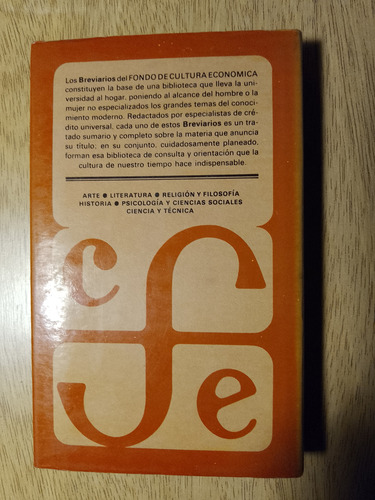 Los Breviarios del FONDO DE CULTURA ECONOMICA
constituyen la base de una biblioteca que lleva la uni-
versidad al hogar, poniendo al alcance del hombre o la
mujer no especializados los grandes temas del conoci-
miento moderno. Redactados por especialistas de cré-
dito universal, cada uno de estos Breviarios es un tra-
tado sumario y completo sobre la materia que anuncia
su título; en su conjunto, cuidadosamente planeado,
forman esa biblioteca de consulta y orientación que la
cultura de nuestro tiempo hace indispensable.
ARTE ● LITERATURA ● RELIGIÓN Y FILOSOFÍA
HISTORIA ● PSICOLOGÍA Y CIENCIAS SOCIALES
CIENCIA Y TÉCNICA
c f
e